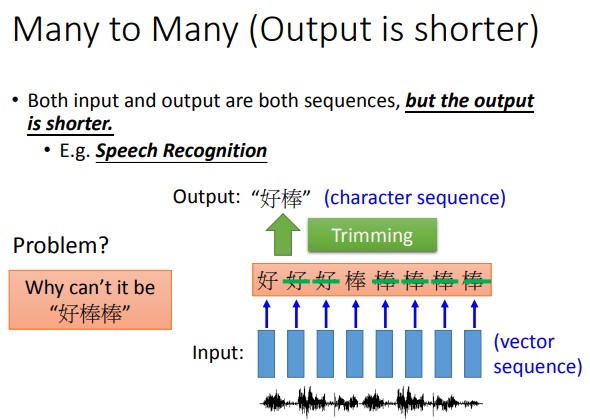 Many to Many (Output is shorter)
• Both input and output are both sequences, but the output
is shorter.
• E.g. Speech Recognition
Output: “好棒” (character sequence)
Trimming
Problem?
Why can’t it be
“好棒棒”
好 好 好 棒 棒 棒 棒 棒
Input:
(vector
sequence)